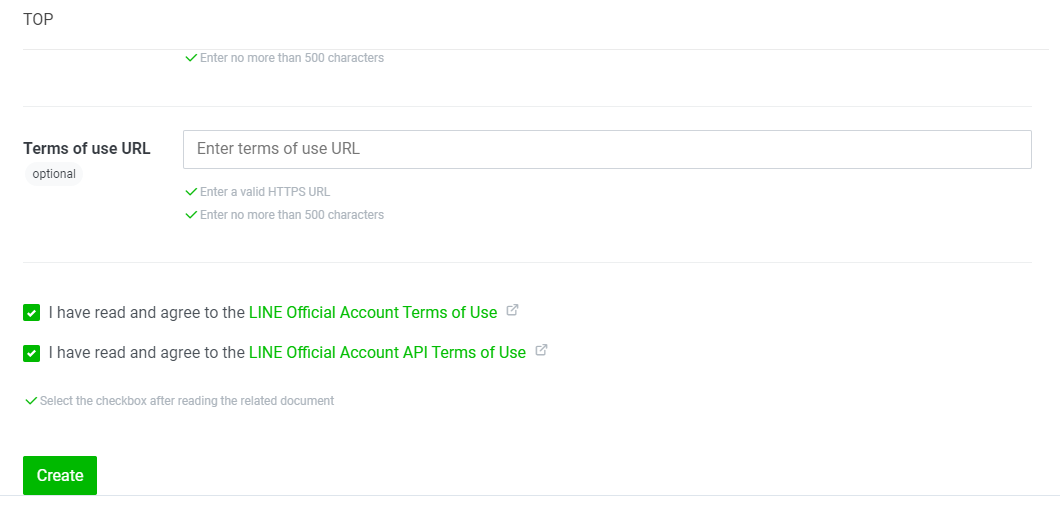 TOP
Enter no more than 500 characters
Terms of use URL
Enter terms of use URL
optional
Enter a valid HTTPS URL
Enter no more than 500 characters
I have read and agree to the LINE Official Account Terms of Use
I have read and agree to the LINE Official Account API Terms of Use
Select the checkbox after reading the related document
Create